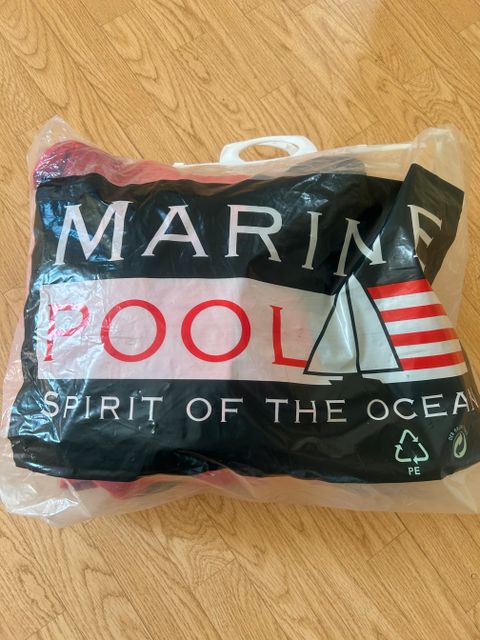 MARINE
POOL
SPIRIT OF THE OCEAN
PE